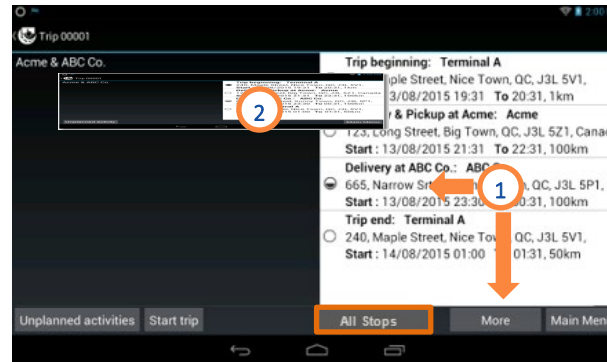 2:00
Trip 00001
Acme & ABC Co.
Trip beginning: Terminal A
ple Street, Nice Town, QC, J3L 5V1,
3/08/2015 19:31 To 20:31, 1km
y & Pickup at Acme: Acme
123, Long Street, Big Town, QC, J3L 5Z1, Canad
Start : 13/08/2015 21:31 To 22:31, 100km
Delivery at ABC Co.: ABC
665, Narrow Srt QC, J3L 5P1,
Start : 13/08/2015 23:30 0:31, 100km
Trip end: Terminal A
240, Maple Street, Nice To QC, J3L 5V1,
Start : 14/08/2015 01:00 01:31, 50km
2
1
Unplanned activities Start trip All Stops More Main Men